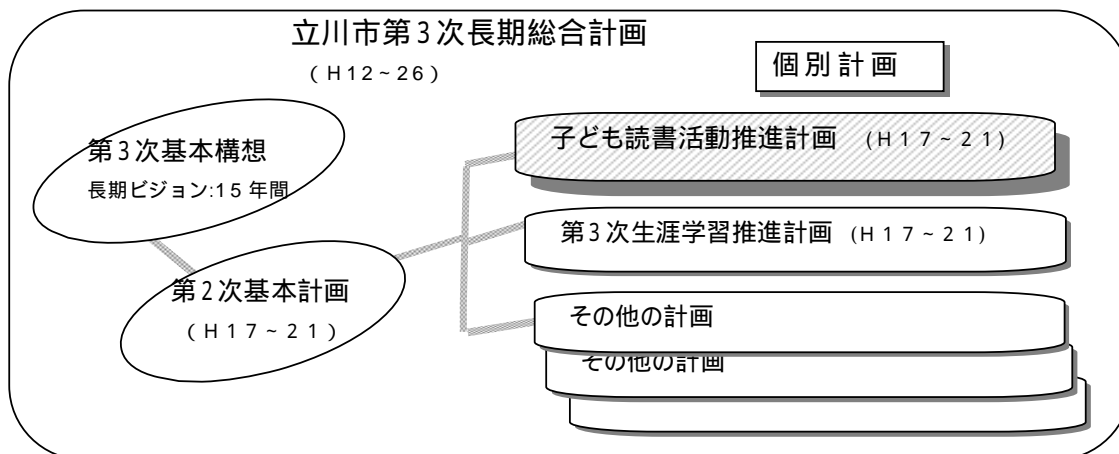 立川市第3次長期総合計画
（H12~26）
個別計画
第3次基本構想
長期ビジョン:15年間
第2次基本計画
（H17~21）
子ども読書活動推進計画 （H17~21）
第3次生涯学習推進計画 （H17~21）
その他の計画
その他の計画